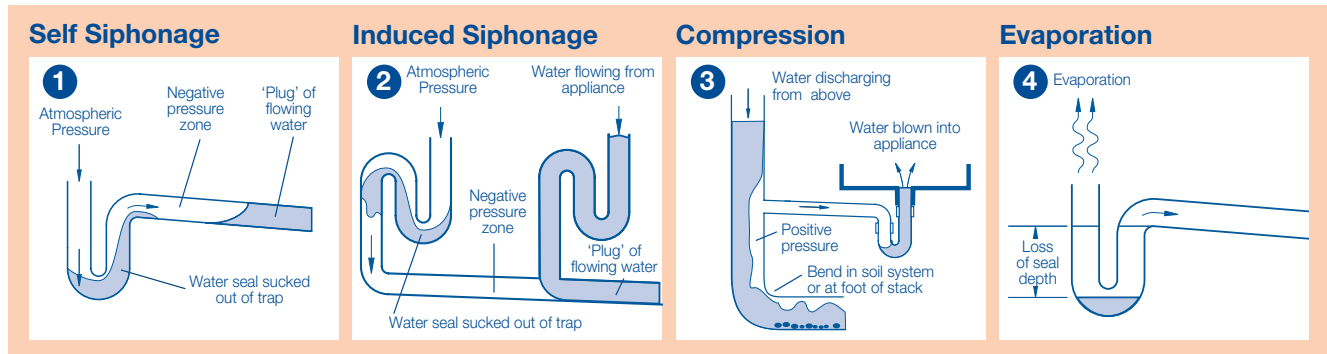 Self Siphonage
1
Atmospheric
Pressure
Negative
pressure
zone
‘Plug’ of
flowing
water
Water seal sucked
out of trap
Induced Siphonage
2
Atmospheric
Pressure
Water flowing from
appliance
Negative
pressure
zone
‘Plug’ of
flowing water
Water seal sucked out of trap
Compression
3
Water discharging
from above
Water blown into
appliance
Positive
pressure
Bend in soil system
or at foot of stack
Evaporation
4
Evaporation
Loss
of seal
depth